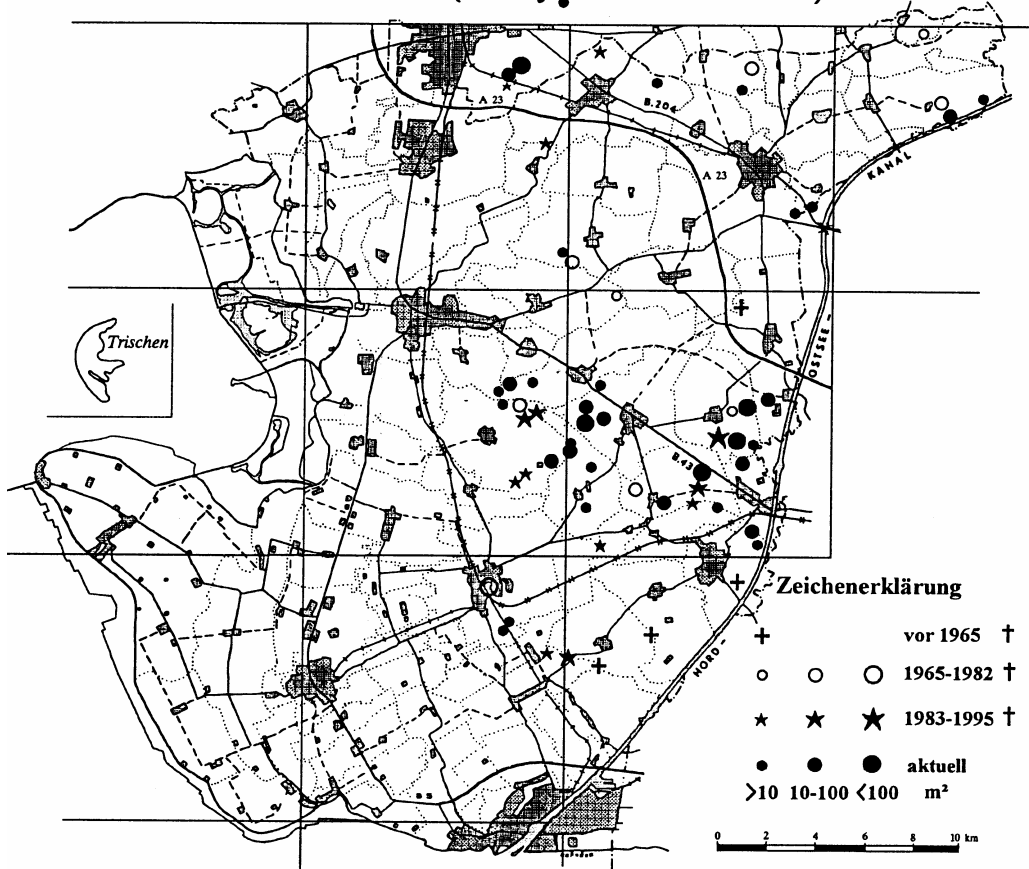 A 23
B.204
A 23
KANAL
OSTSEE -
Trischen
B.431
- NORD -
Zeichenerklärung
vor 1965 †
1965-1982 †
1983-1995 †
aktuell
>10 10-100 <100 m²
0 2 4 6 8 10 km